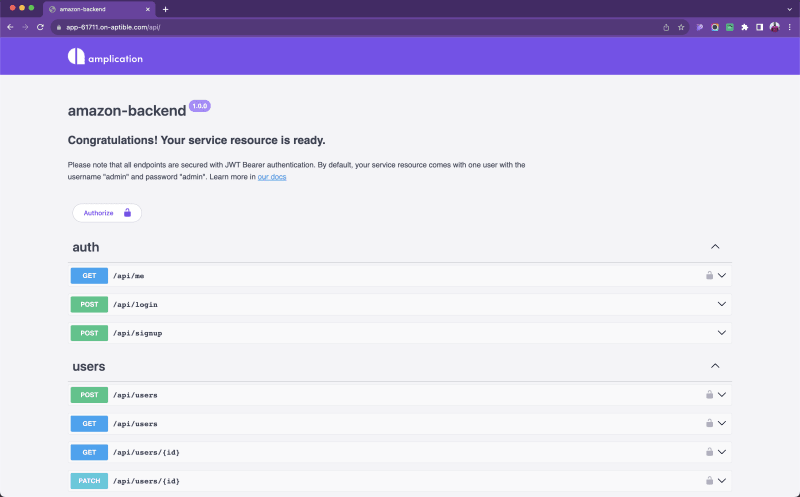 amazon-backend
app-61711.on-aptible.com/api/
amplication
amazon-backend 1.0.0
Congratulations! Your service resource is ready.
Please note that all endpoints are secured with JWT Bearer authentication. By default, your service resource comes with one user with the
username "admin" and password "admin". Learn more in our docs
Authorize
auth
GET /api/me
POST /api/login
POST /api/signup
users
POST /api/users
GET /api/users
GET /api/users/{id}
PATCH /api/users/{id}